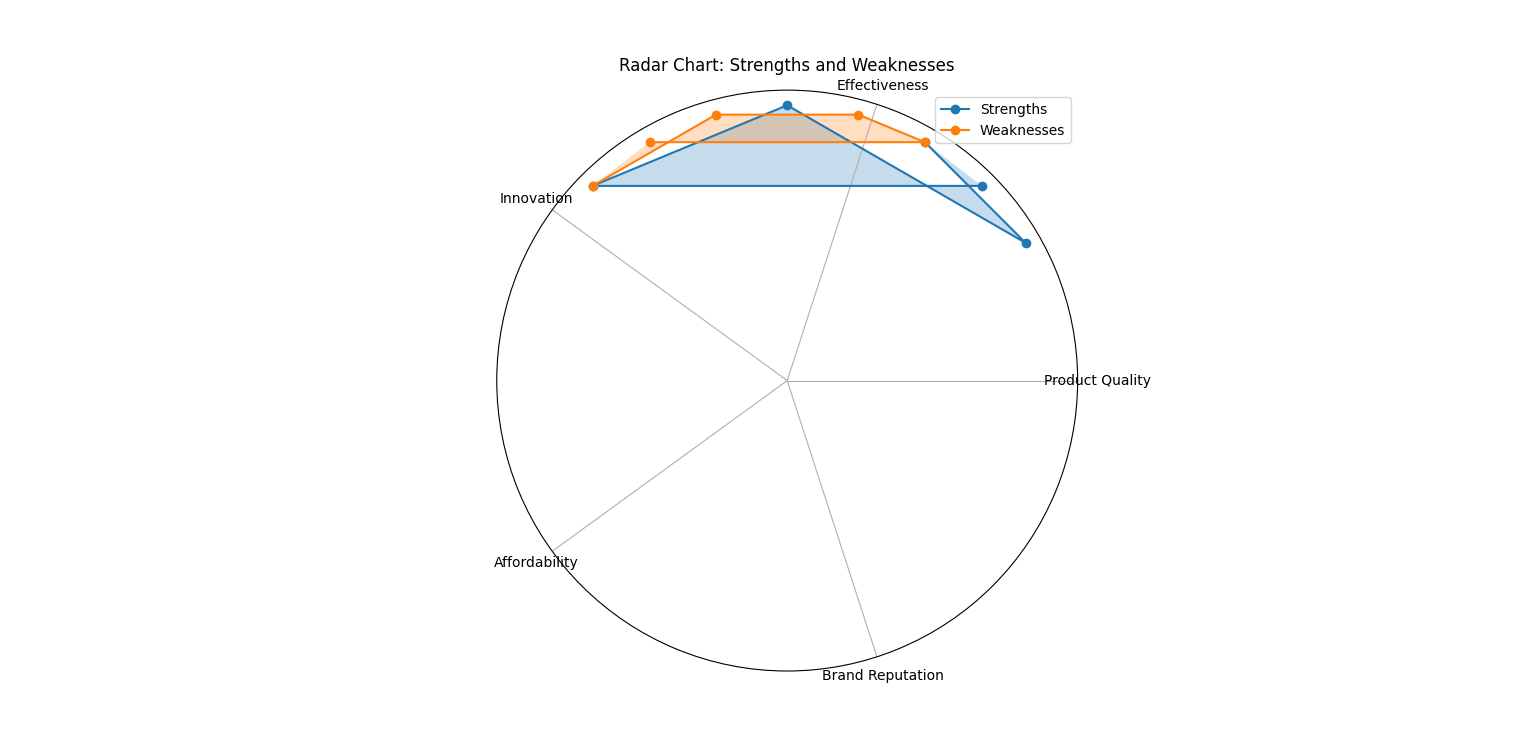 Radar Chart: Strengths and Weaknesses
Effectiveness
Strengths
Weaknesses
Innovation
Product Quality
Affordability
Brand Reputation